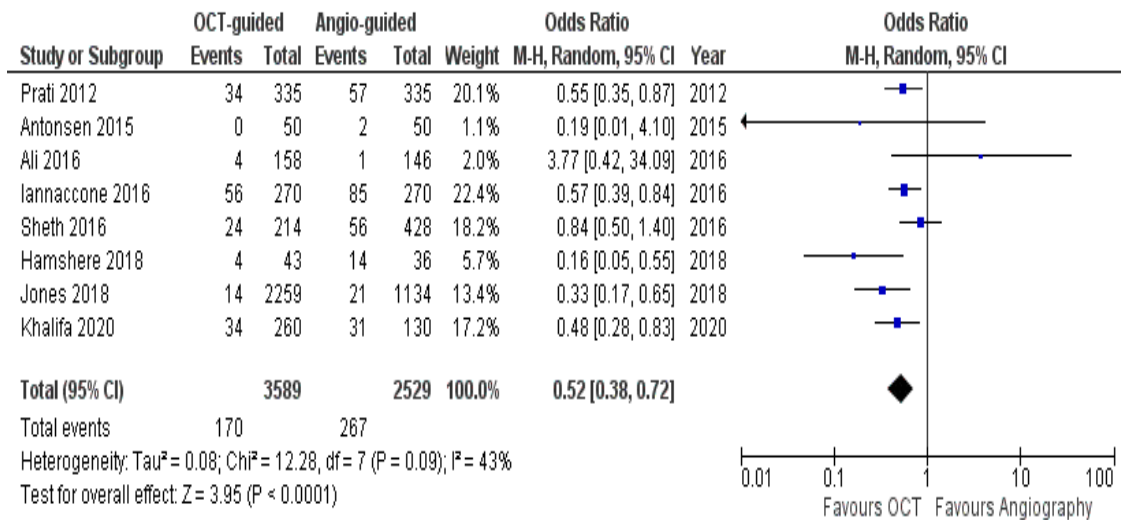 OCT-guided Angio-guided Odds Ratio Odds Ratio
Study or Subgroup Events Total Events Total Weight M-H, Random, 95% CI Year M-H, Random, 95% CI
Prati 2012 34 335 57 335 20.1% 0.55 [0.35, 0.87] 2012
Antonsen 2015 0 50 2 50 1.1% 0.19 [0.01, 4.10] 2015
Ali 2016 4 158 1 146 2.0% 3.77 [0.42, 34.09] 2016
Iannaccone 2016 56 270 85 270 22.4% 0.57 [0.39, 0.84] 2016
Sheth 2016 24 214 56 428 18.2% 0.84 [0.50, 1.40] 2016
Hamshere 2018 4 43 14 36 5.7% 0.16 [0.05, 0.55] 2018
Jones 2018 14 2259 21 1134 13.4% 0.33 [0.17, 0.65] 2018
Khalifa 2020 34 260 31 130 17.2% 0.48 [0.28, 0.83] 2020
Total (95% CI) 3589 2529 100.0% 0.52 [0.38, 0.72]
Total events 170 267
Heterogeneity: Tau² = 0.08; Chi² = 12.28, df = 7 (P = 0.09); I² = 43%
Test for overall effect: Z = 3.95 (P < 0.0001)
0.01 0.1 1 10 100
Favours OCT Favours Angiography